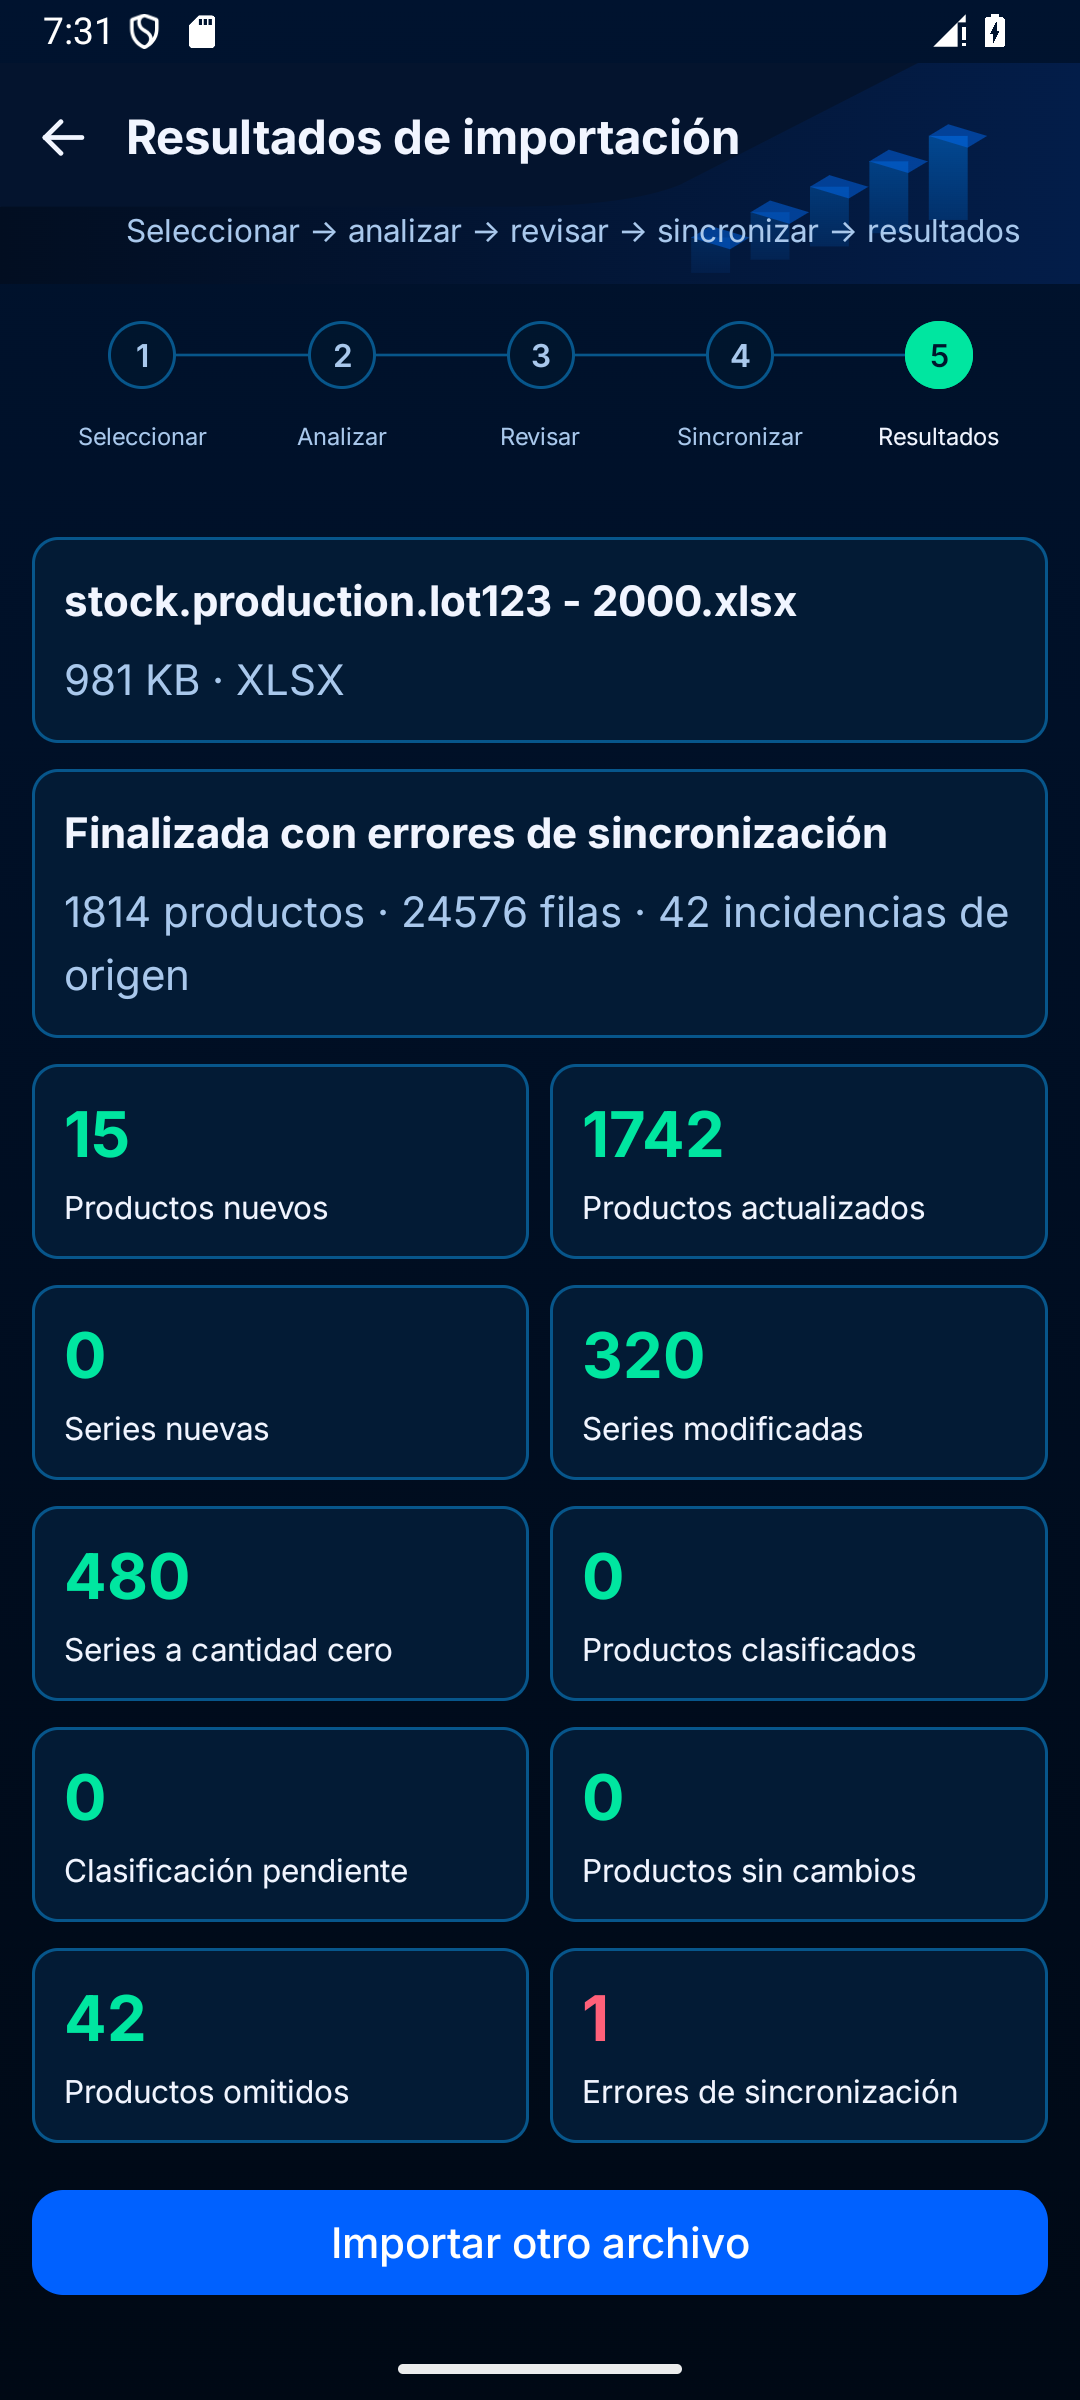 7:31
Resultados de importación
Seleccionar → analizar → revisar → sincronizar → resultados
1
2
3
4
5
Seleccionar
Analizar
Revisar
Sincronizar
Resultados
stock.production.lot123 - 2000.xlsx
981 KB · XLSX
Finalizada con errores de sincronización
1814 productos · 24576 filas · 42 incidencias de
origen
15
Productos nuevos
1742
Productos actualizados
0
Series nuevas
320
Series modificadas
480
Series a cantidad cero
0
Productos clasificados
0
Clasificación pendiente
0
Productos sin cambios
42
Productos omitidos
1
Errores de sincronización
Importar otro archivo